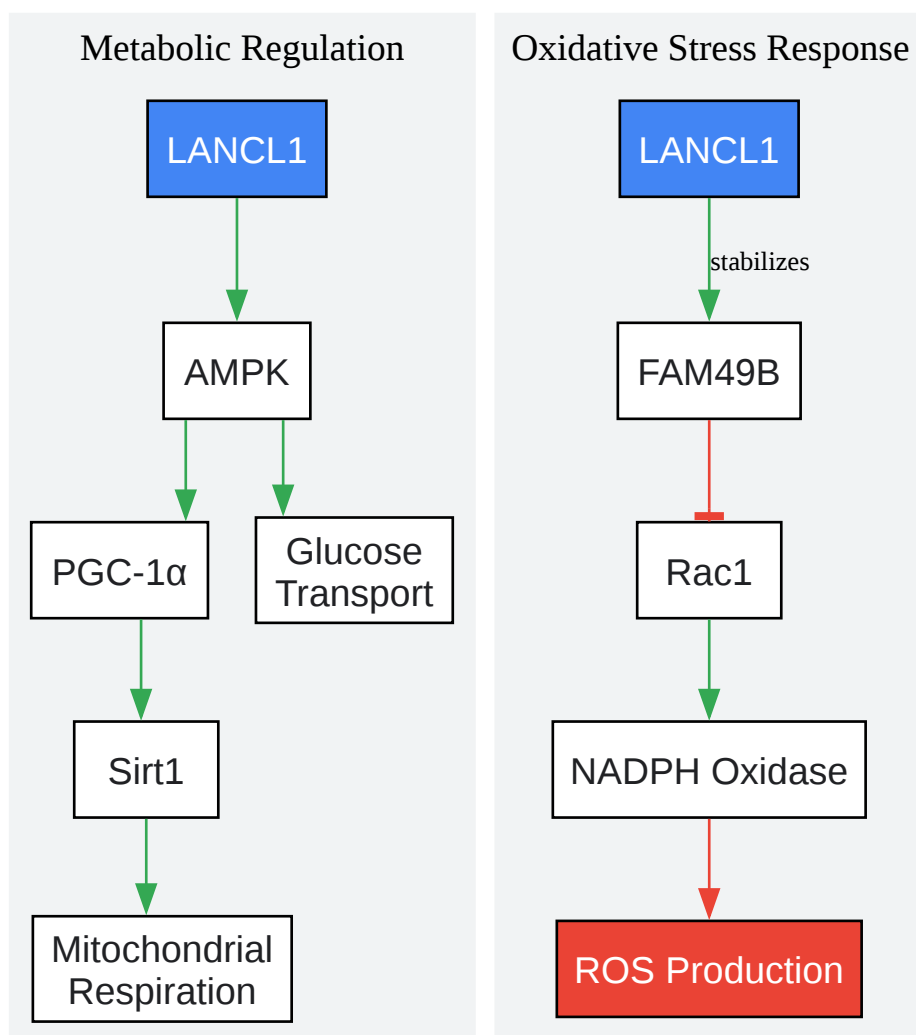 Metabolic Regulation
LANCL1
AMPK
PGC-1α
Glucose
Transport
Sirt1
Mitochondrial
Respiration
Oxidative Stress Response
LANCL1
stabilizes
FAM49B
Rac1
NADPH Oxidase
ROS Production